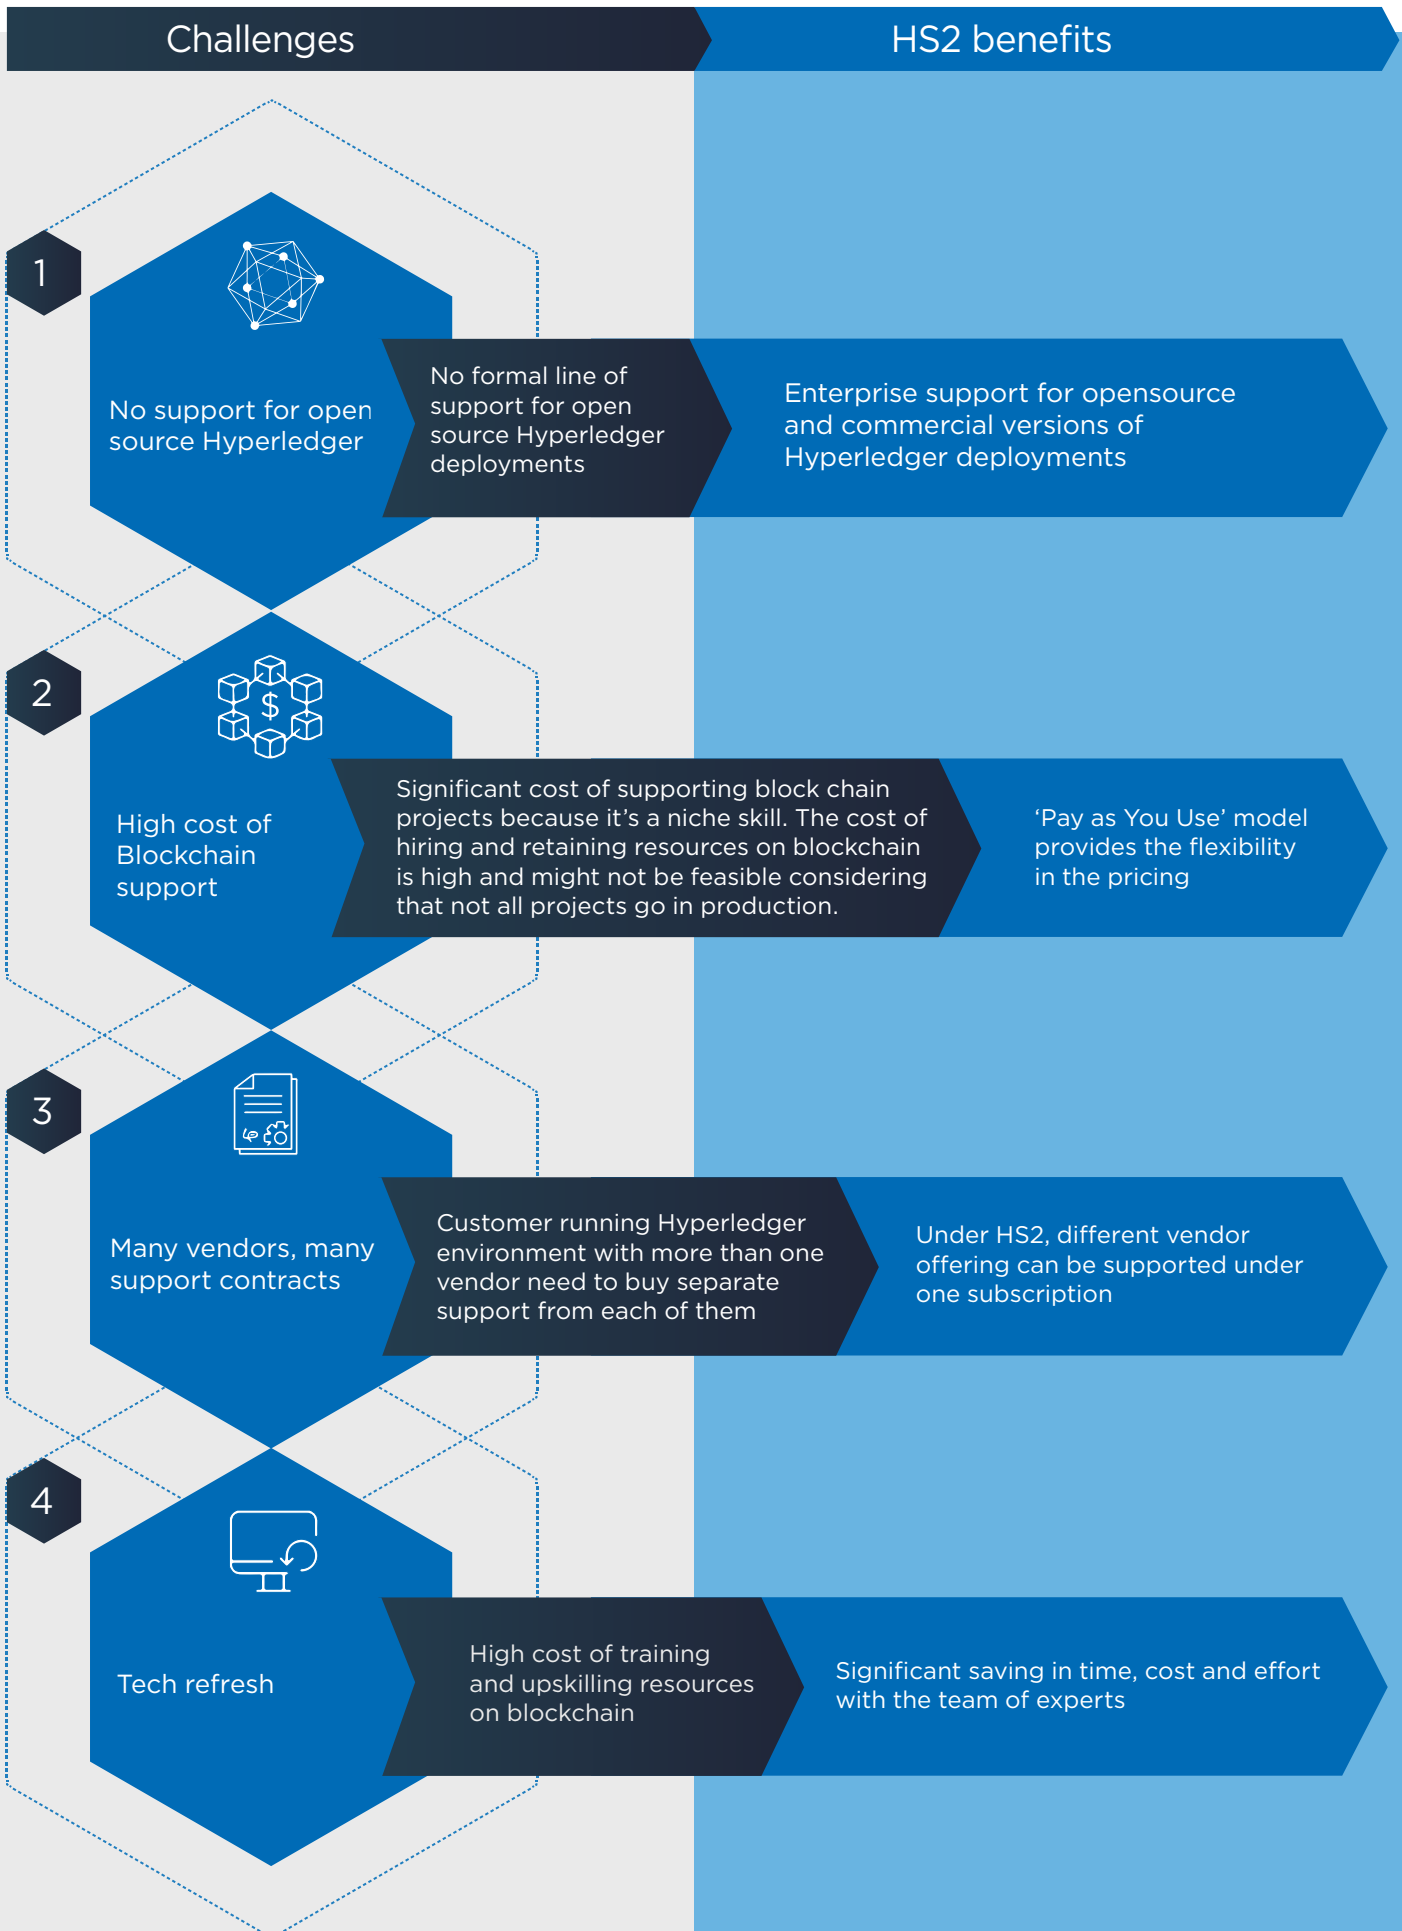 Challenges
HS2 benefits
1
No support for open
source Hyperledger
No formal line of
support for open
source Hyperledger
deployments
Enterprise support for opensource
and commercial versions of
Hyperledger deployments
2
$
High cost of
Blockchain
support
Significant cost of supporting block chain
projects because it's a niche skill. The cost of
hiring and retaining resources on blockchain
is high and might not be feasible considering
that not all projects go in production.
‘Pay as You Use’ model
provides the flexibility
in the pricing
3
Many vendors, many
support contracts
Customer running Hyperledger
environment with more than one
vendor need to buy separate
support from each of them
Under HS2, different vendor
offering can be supported under
one subscription
4
Tech refresh
High cost of training
and upskilling resources
on blockchain
Significant saving in time, cost and effort
with the team of experts